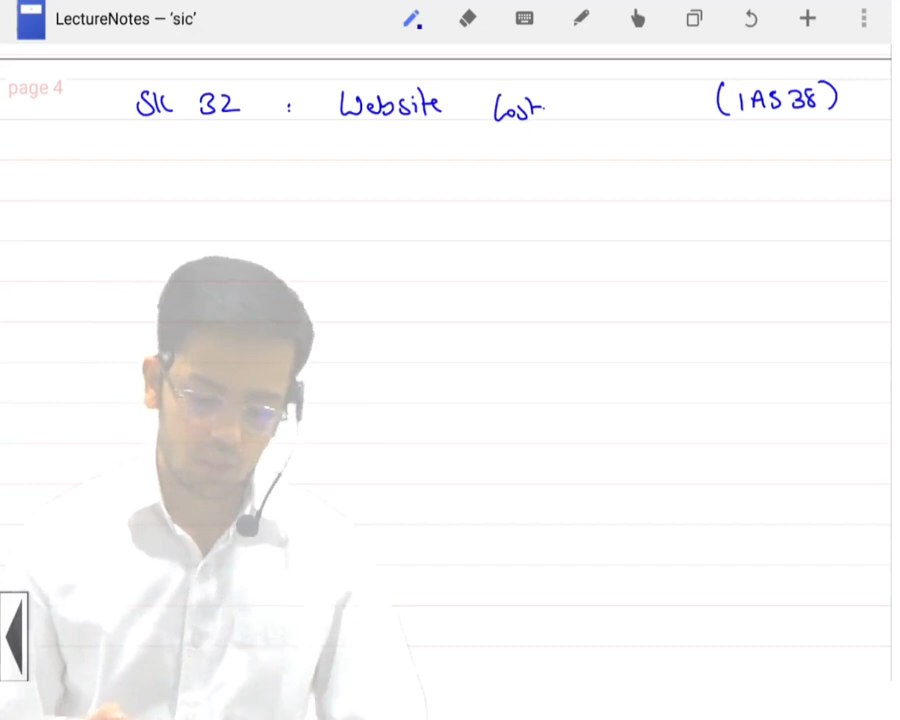 LectureNotes – 'sic'
page 4
SIC 32 : Website Cost. (IAS 38)